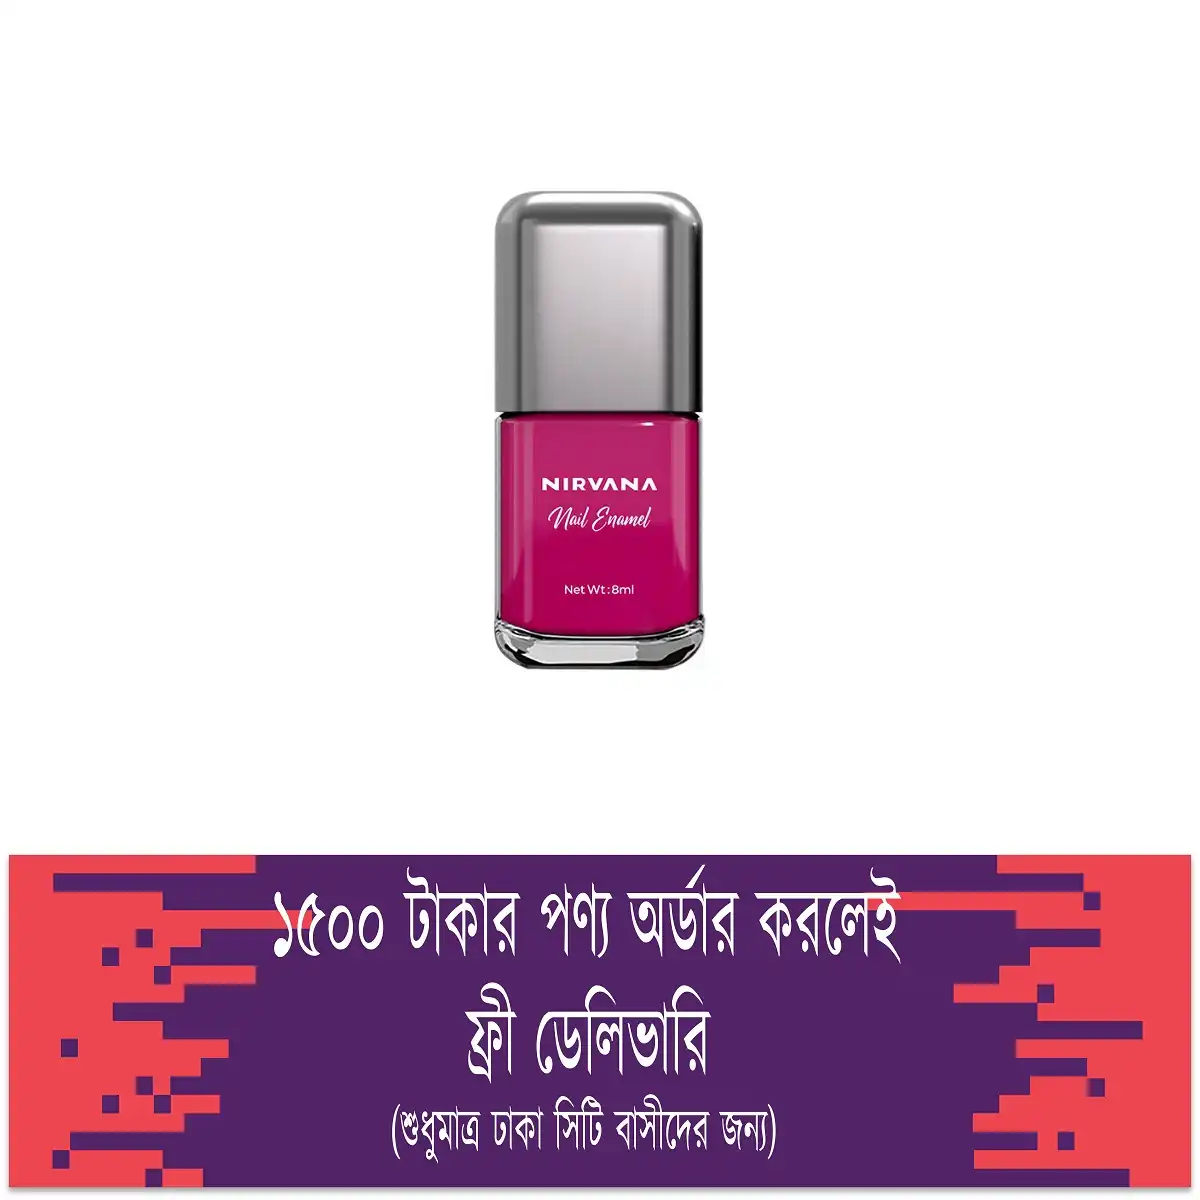 NIRVANA
Nail Enamel
Net Wt:8ml
১৫০০ টাকার পণ্য অর্ডার করলেই
ফ্রী ডেলিভারি
(শুধুমাত্র ঢাকা সিটি বাসীদের জন্য)